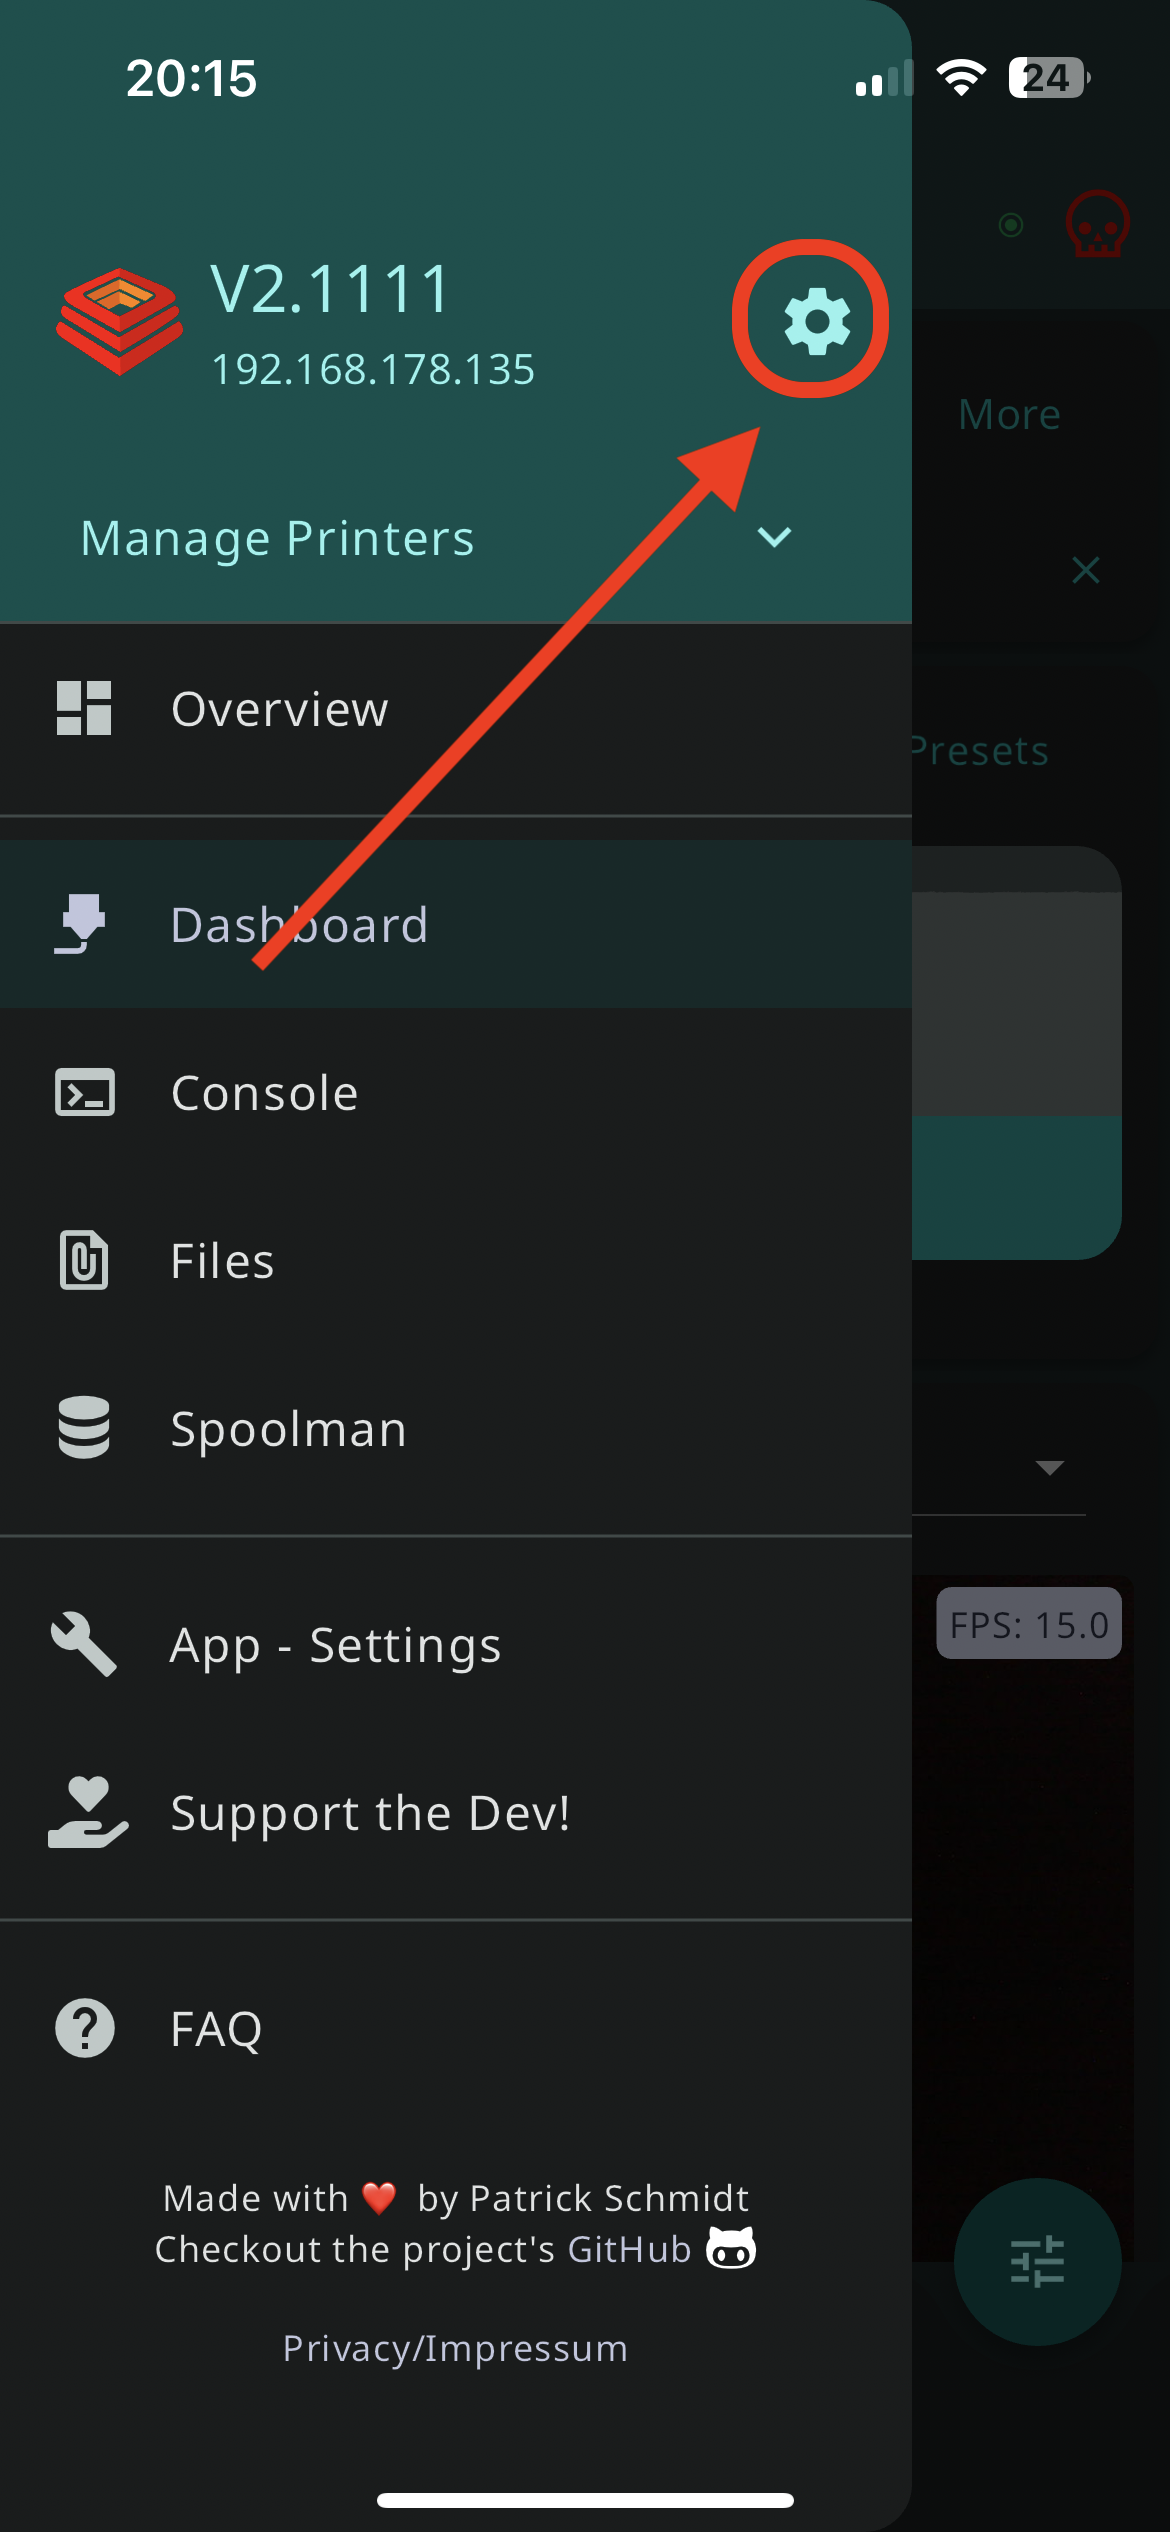 20:15
24
V2.1111
192.168.178.135
More
Manage Printers
Overview
Presets
Dashboard
Console
Files
Spoolman
App - Settings
FPS: 15.0
Support the Dev!
FAQ
Made with ❤️ by Patrick Schmidt
Checkout the project's GitHub
Privacy/Impressum